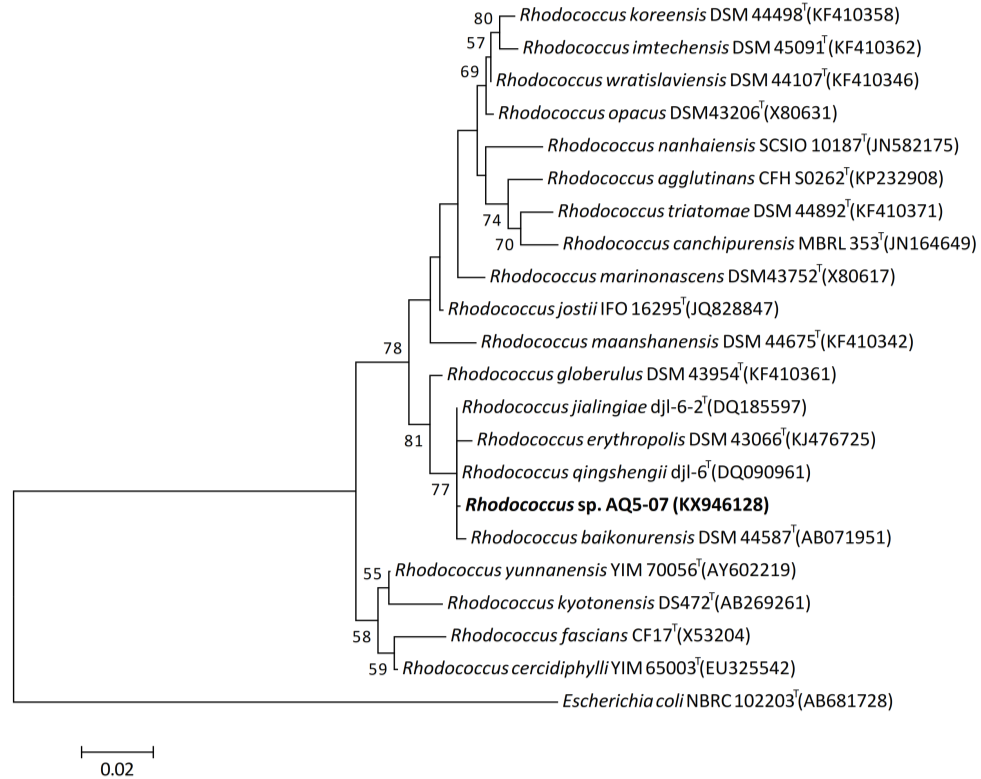 80 Rhodococcus koreensis DSM 44498T(KF410358)
57 Rhodococcus imtechensis DSM 45091T(KF410362)
69 Rhodococcus wratislaviensis DSM 44107T(KF410346)
Rhodococcus opacus DSM43206T(X80631)
Rhodococcus nanhaiensis SCSIO 10187T(JN582175)
Rhodococcus agglutinans CFH S0262T(KP232908)
74 Rhodococcus triatomae DSM 44892T(KF410371)
70 Rhodococcus canchipurensis MBRL 353T(JN164649)
Rhodococcus marinonascens DSM43752T(X80617)
Rhodococcus jostii IFO 16295T(JQ828847)
78 Rhodococcus maanshanensis DSM 44675T(KF410342)
Rhodococcus globerulus DSM 43954T(KF410361)
Rhodococcus jialingiae djl-6-2T(DQ185597)
81 Rhodococcus erythropolis DSM 43066T(KJ476725)
Rhodococcus qingshengii djl-6T(DQ090961)
77 Rhodococcus sp. AQ5-07 (KX946128)
Rhodococcus baikonurensis DSM 44587T(AB071951)
55 Rhodococcus yunnanensis YIM 70056T(AY602219)
Rhodococcus kyotonensis DS472T(AB269261)
58 Rhodococcus fascians CF17T(X53204)
59 Rhodococcus cercidiphylli YIM 65003T(EU325542)
Escherichia coli NBRC 102203T(AB681728)
0.02